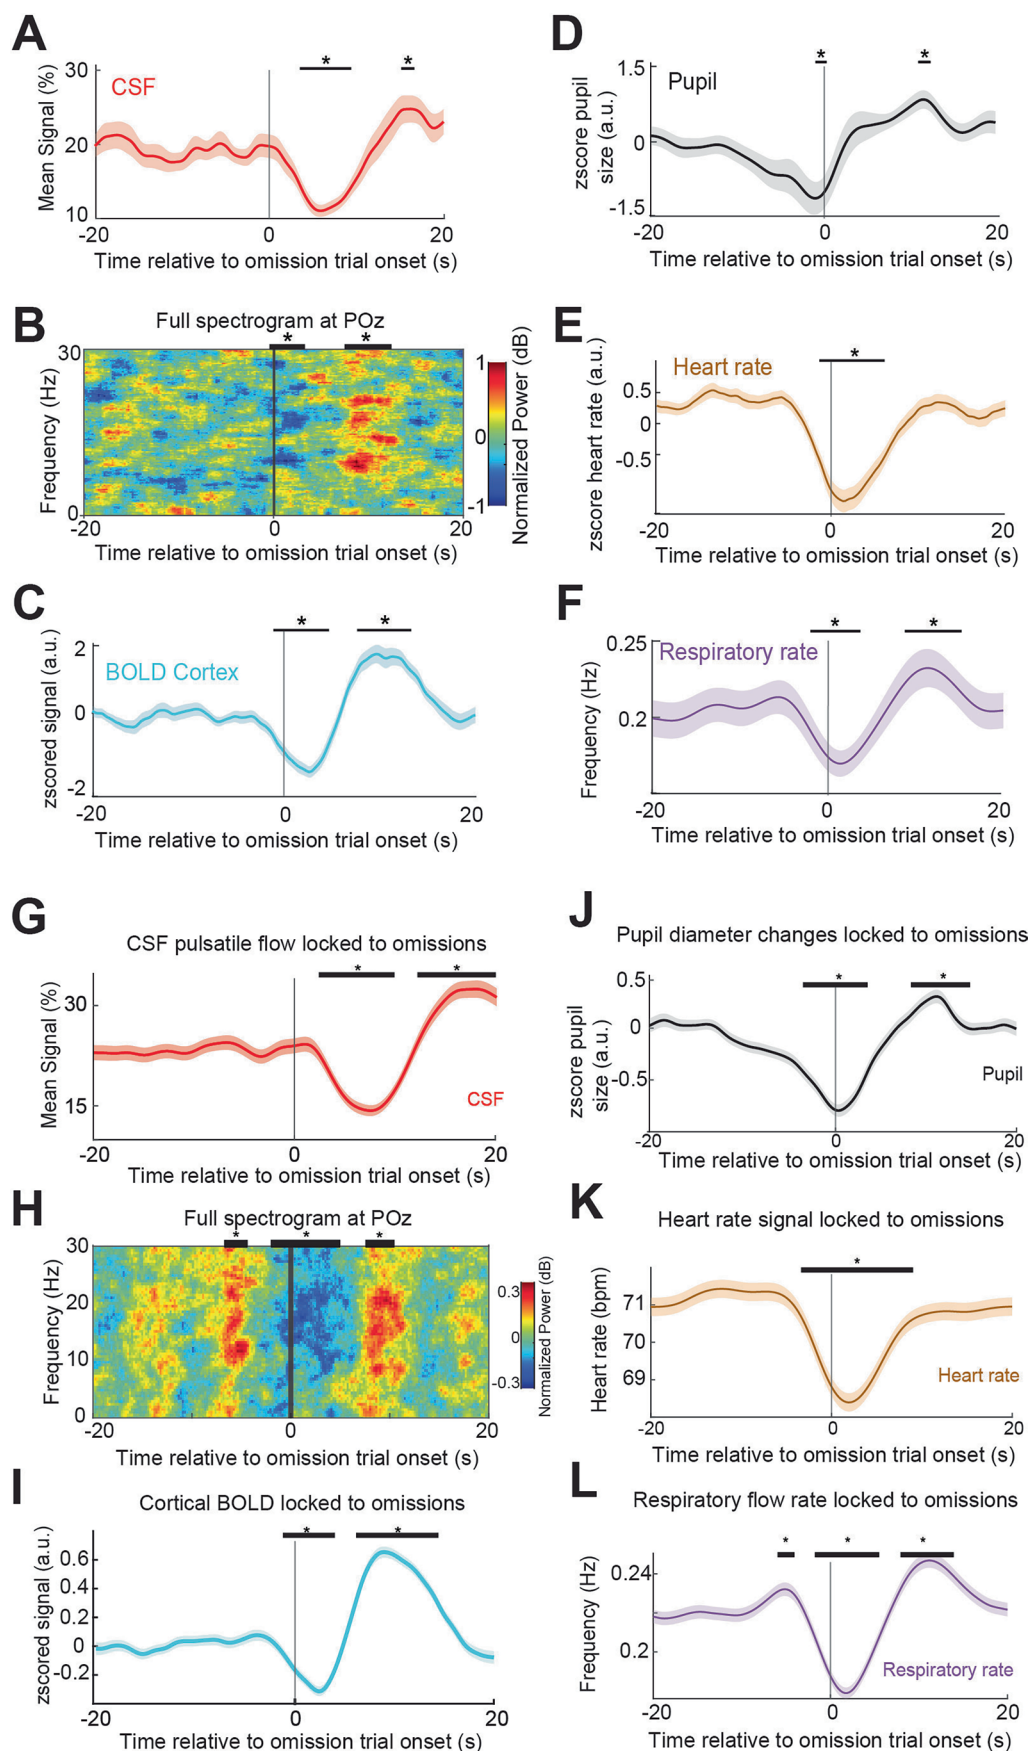 A
CSF
Mean Signal (%)
30
20
10
-20
0
20
*
*
Time relative to omission trial onset (s)
D
Pupil
zscore pupil
size (a.u.)
1.5
0
-1.5
-20
0
20
*
*
Time relative to omission trial onset (s)
B
Full spectrogram at POz
*
*
Frequency (Hz)
30
0
-20
0
20
1
0
-1
Normalized Power (dB)
Time relative to omission trial onset (s)
E
Heart rate
*
zscore heart rate (a.u.)
0.5
0
-0.5
-20
0
20
Time relative to omission trial onset (s)
C
BOLD Cortex
*
*
zscored signal (a.u.)
2
0
-2
-20
0
20
Time relative to omission trial onset (s)
F
Respiratory rate
*
*
Frequency (Hz)
0.25
0.2
-20
0
20
Time relative to omission trial onset (s)
G
CSF pulsatile flow locked to omissions
*
*
Mean Signal (%)
30
15
CSF
-20
0
20
Time relative to omission trial onset (s)
J
Pupil diameter changes locked to omissions
*
*
zscore pupil
size (a.u.)
0.5
0
-0.5
Pupil
-20
0
20
Time relative to omission trial onset (s)
H
Full spectrogram at POz
*
*
*
Frequency (Hz)
30
20
10
0
-20
0
20
0.3
0
-0.3
Normalized Power (dB)
Time relative to omission trial onset (s)
K
Heart rate signal locked to omissions
*
Heart rate (bpm)
71
70
69
Heart rate
-20
0
20
Time relative to omission trial onset (s)
I
Cortical BOLD locked to omissions
*
*
zscored signal (a.u.)
0.6
0.4
0.2
0
-0.2
-20
0
20
Time relative to omission trial onset (s)
L
Respiratory flow rate locked to omissions
*
*
*
Frequency (Hz)
0.24
0.2
Respiratory rate
-20
0
20
Time relative to omission trial onset (s)